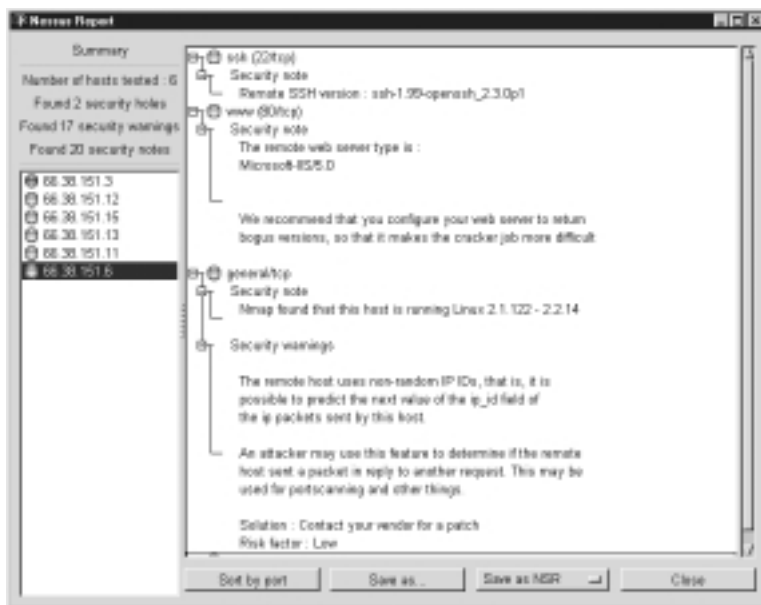 Nessus Report
Summary
Number of hosts tested : 6
Found 2 security holes
Found 17 security warnings
Found 20 security notes
66.38.151.3
66.38.151.12
66.38.151.15
66.38.151.13
66.38.151.11
66.38.151.6
ssh (22/tcp)
Security note
Remote SSH version : ssh-1.99-openssh_2.3.0p1
www (80/tcp)
Security note
The remote web server type is :
Microsoft-IIS/5.0
We recommend that you configure your web server to return
bogus versions, so that it makes the cracker job more difficult
general/tcp
Security note
Nmap found that this host is running Linux 2.1.122 - 2.2.14
Security warnings
The remote host uses non-random IP IDs, that is, it is
possible to predict the next value of the ip_id field of
the ip packets sent by this host.
An attacker may use this feature to determine if the remote
host sent a packet in reply to another request. This may be
used for portscanning and other things.
Solution : Contact your vendor for a patch
Risk factor : Low
Sort by port
Save as...
Save as NSR
Close